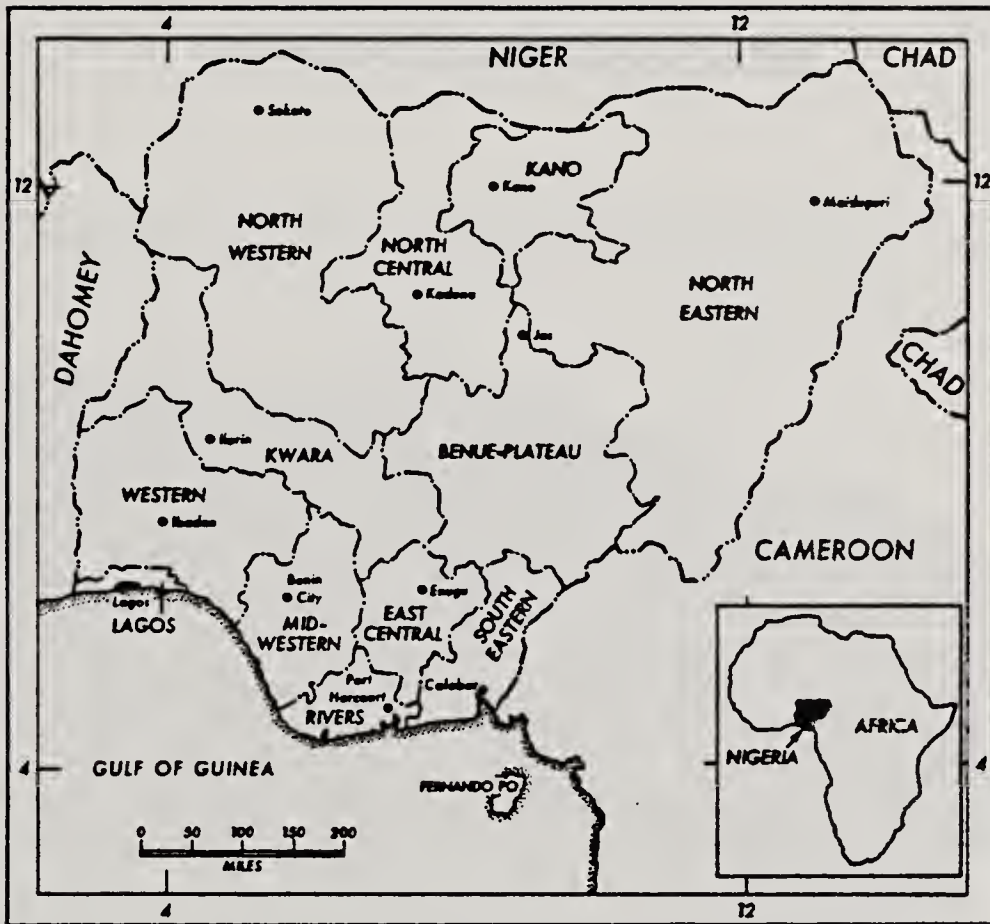 4
12
NIGER
CHAD
Sokoto
KANO
12
Kano
12
Maiduguri
NORTH
WESTERN
NORTH
CENTRAL
Kaduna
NORTH
EASTERN
DAHOMEY
Jos
CHAD
Ilorin
KWARA
BENUE-PLATEAU
WESTERN
Ibadan
CAMEROON
Benin
City
Enugu
Lagos
LAGOS
MID-
WESTERN
EAST
CENTRAL
SOUTH
EASTERN
Port
Harcourt
Calabar
RIVERS
AFRICA
NIGERIA
4
GULF OF GUINEA
4
FERNANDO PO
0 50 100 150 200
MILES
4
12